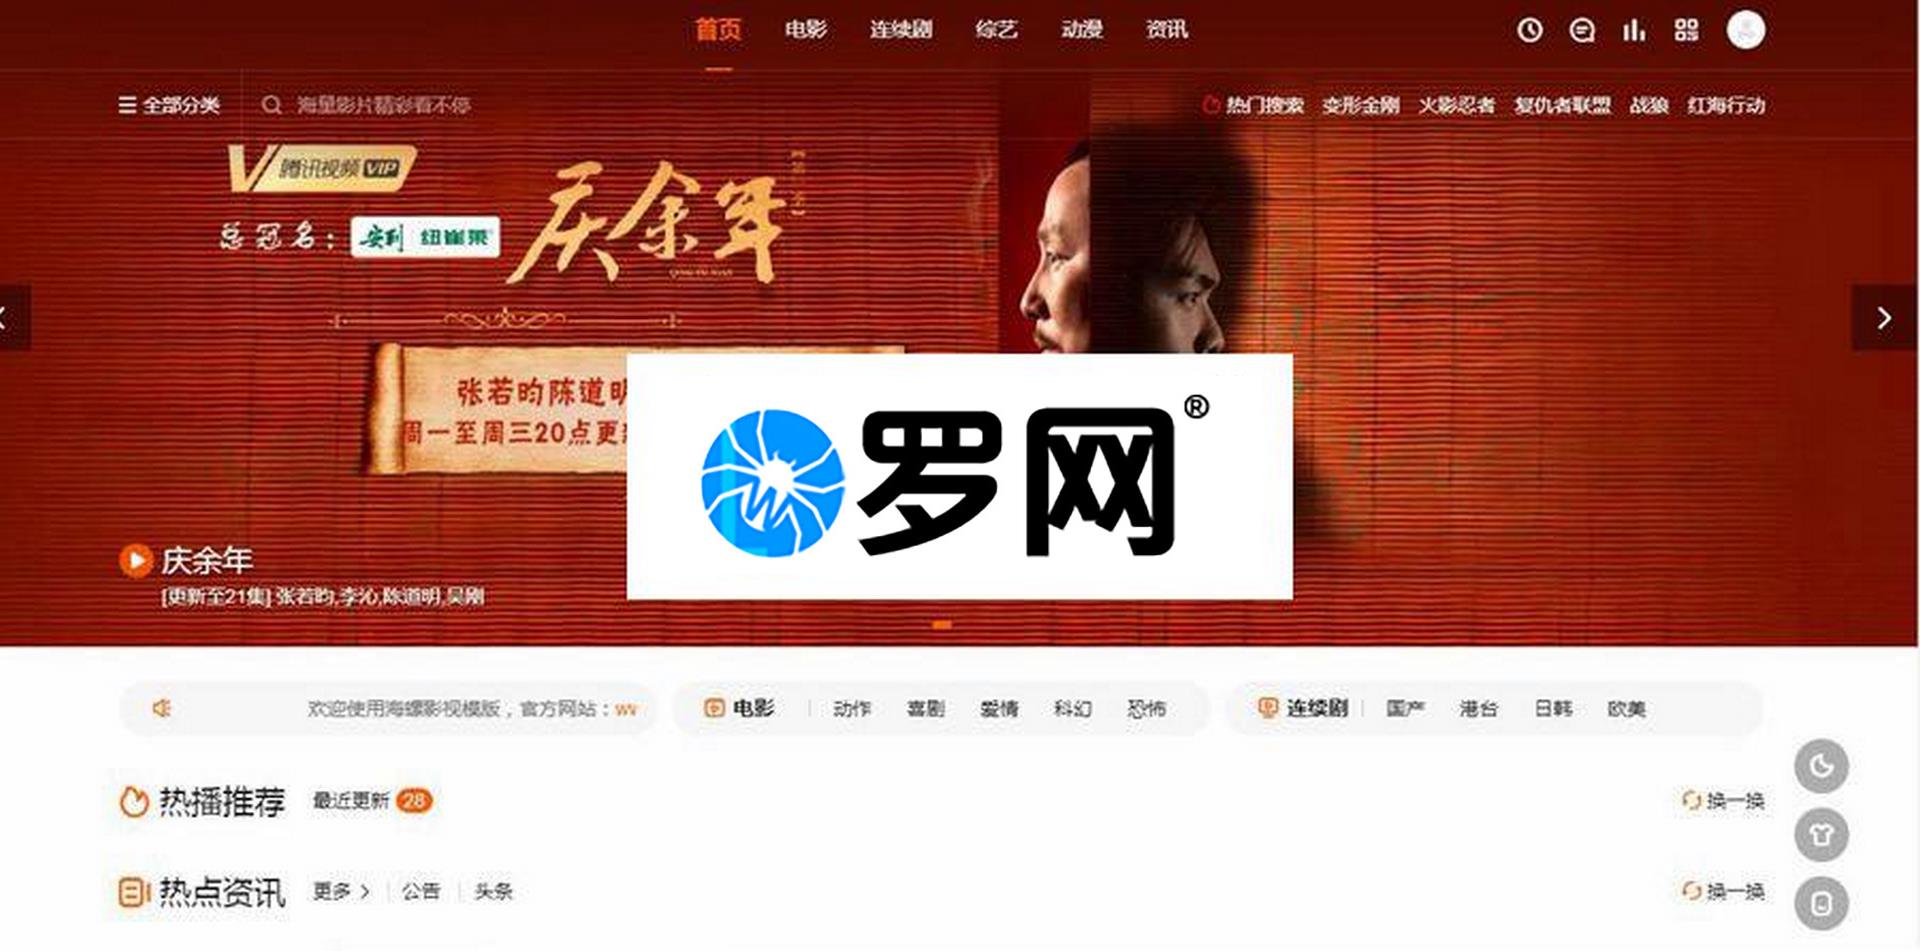 首页 电影 连续剧 综艺 动漫 资讯
全部分类 海量影片精彩看不停 热门搜索 变形金刚 火影忍者 复仇者联盟 战狼 红海行动
腾讯视频 VIP
总冠名: 安利 纽崔莱
庆余年
张若昀陈道明
周一至周三20点更
罗网®
庆余年
[更新至21集] 张若昀,李沁,陈道明,吴刚
欢迎使用海螺影视模版，官方网站：
电影 动作 喜剧 爱情 科幻 恐怖
连续剧 国产 港台 日韩 欧美
热播推荐 最近更新 28 换一换
热点资讯 更多 公告 头条 换一换